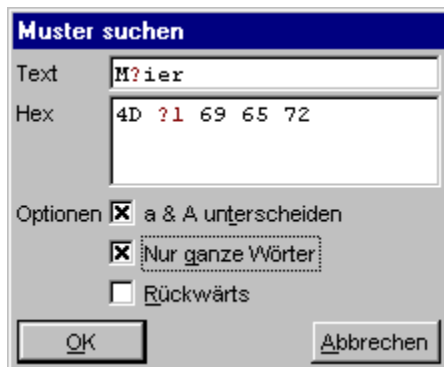 Muster suchen
Text M?ier
Hex 4D ?1 69 65 72
Optionen a & A unterscheiden
Nur ganze Wörter
Rückwärts
OK Abbrechen